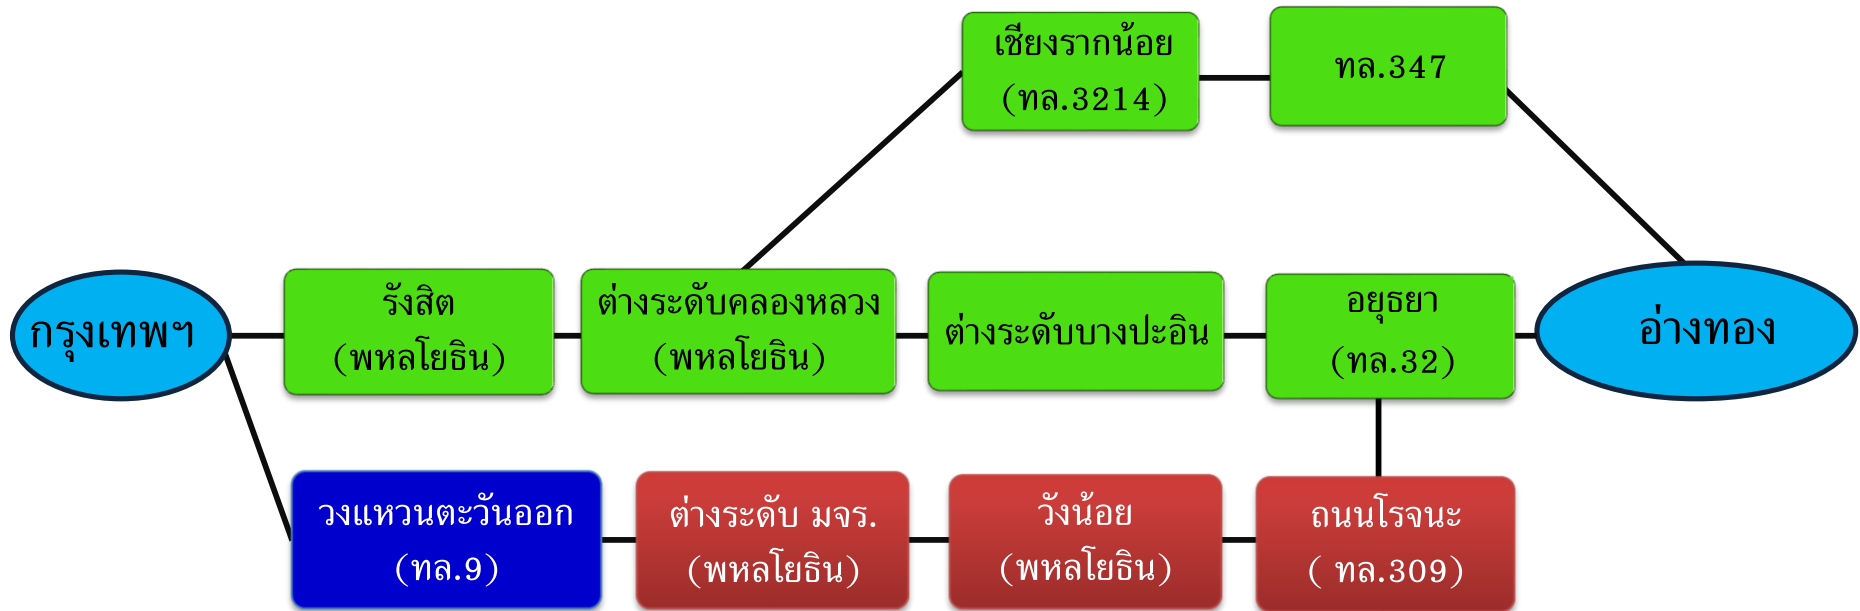 เชียงรากน้อย
(ทล.3214)
ทล.347
กรุงเทพฯ
รังสิต
(พหลโยธิน)
ต่างระดับคลองหลวง
(พหลโยธิน)
ต่างระดับบางปะอิน
อยุธยา
(ทล.32)
อ่างทอง
วงแหวนตะวันออก
(ทล.9)
ต่างระดับ มจร.
(พหลโยธิน)
วังน้อย
(พหลโยธิน)
ถนนโรจนะ
( ทล.309)